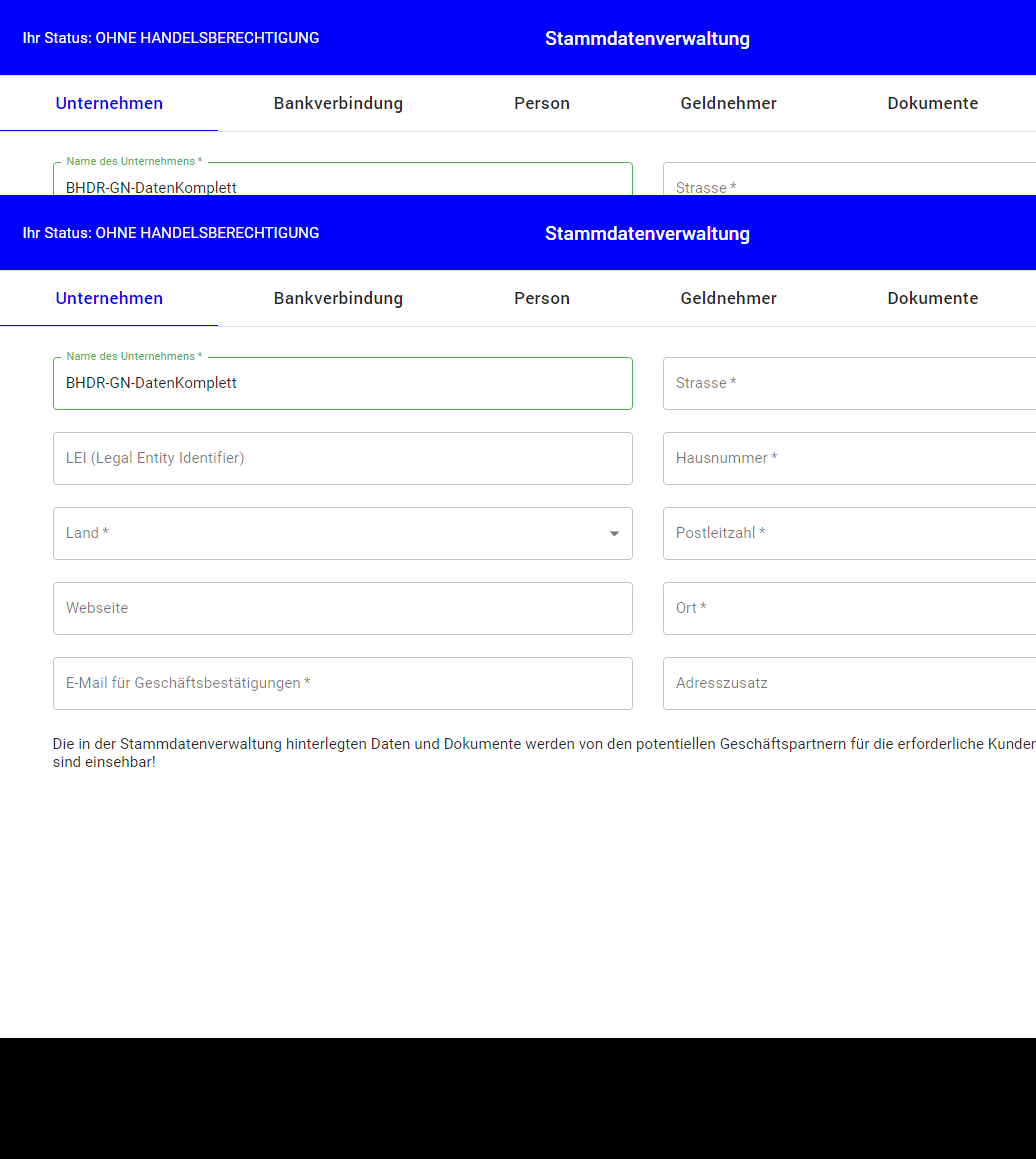 Ihr Status: OHNE HANDELSBERECHTIGUNG Stammdatenverwaltung
Unternehmen Bankverbindung Person Geldnehmer Dokumente
Name des Unternehmens *
BHDR-GN-DatenKomplett Strasse *
Ihr Status: OHNE HANDELSBERECHTIGUNG Stammdatenverwaltung
Unternehmen Bankverbindung Person Geldnehmer Dokumente
Name des Unternehmens *
BHDR-GN-DatenKomplett Strasse *
LEI (Legal Entity Identifier) Hausnummer *
Land * Postleitzahl *
Webseite Ort *
E-Mail für Geschäftsbestätigungen * Adresszusatz
Die in der Stammdatenverwaltung hinterlegten Daten und Dokumente werden von den potentiellen Geschäftspartnern für die erforderliche Kunden
sind einsehbar!